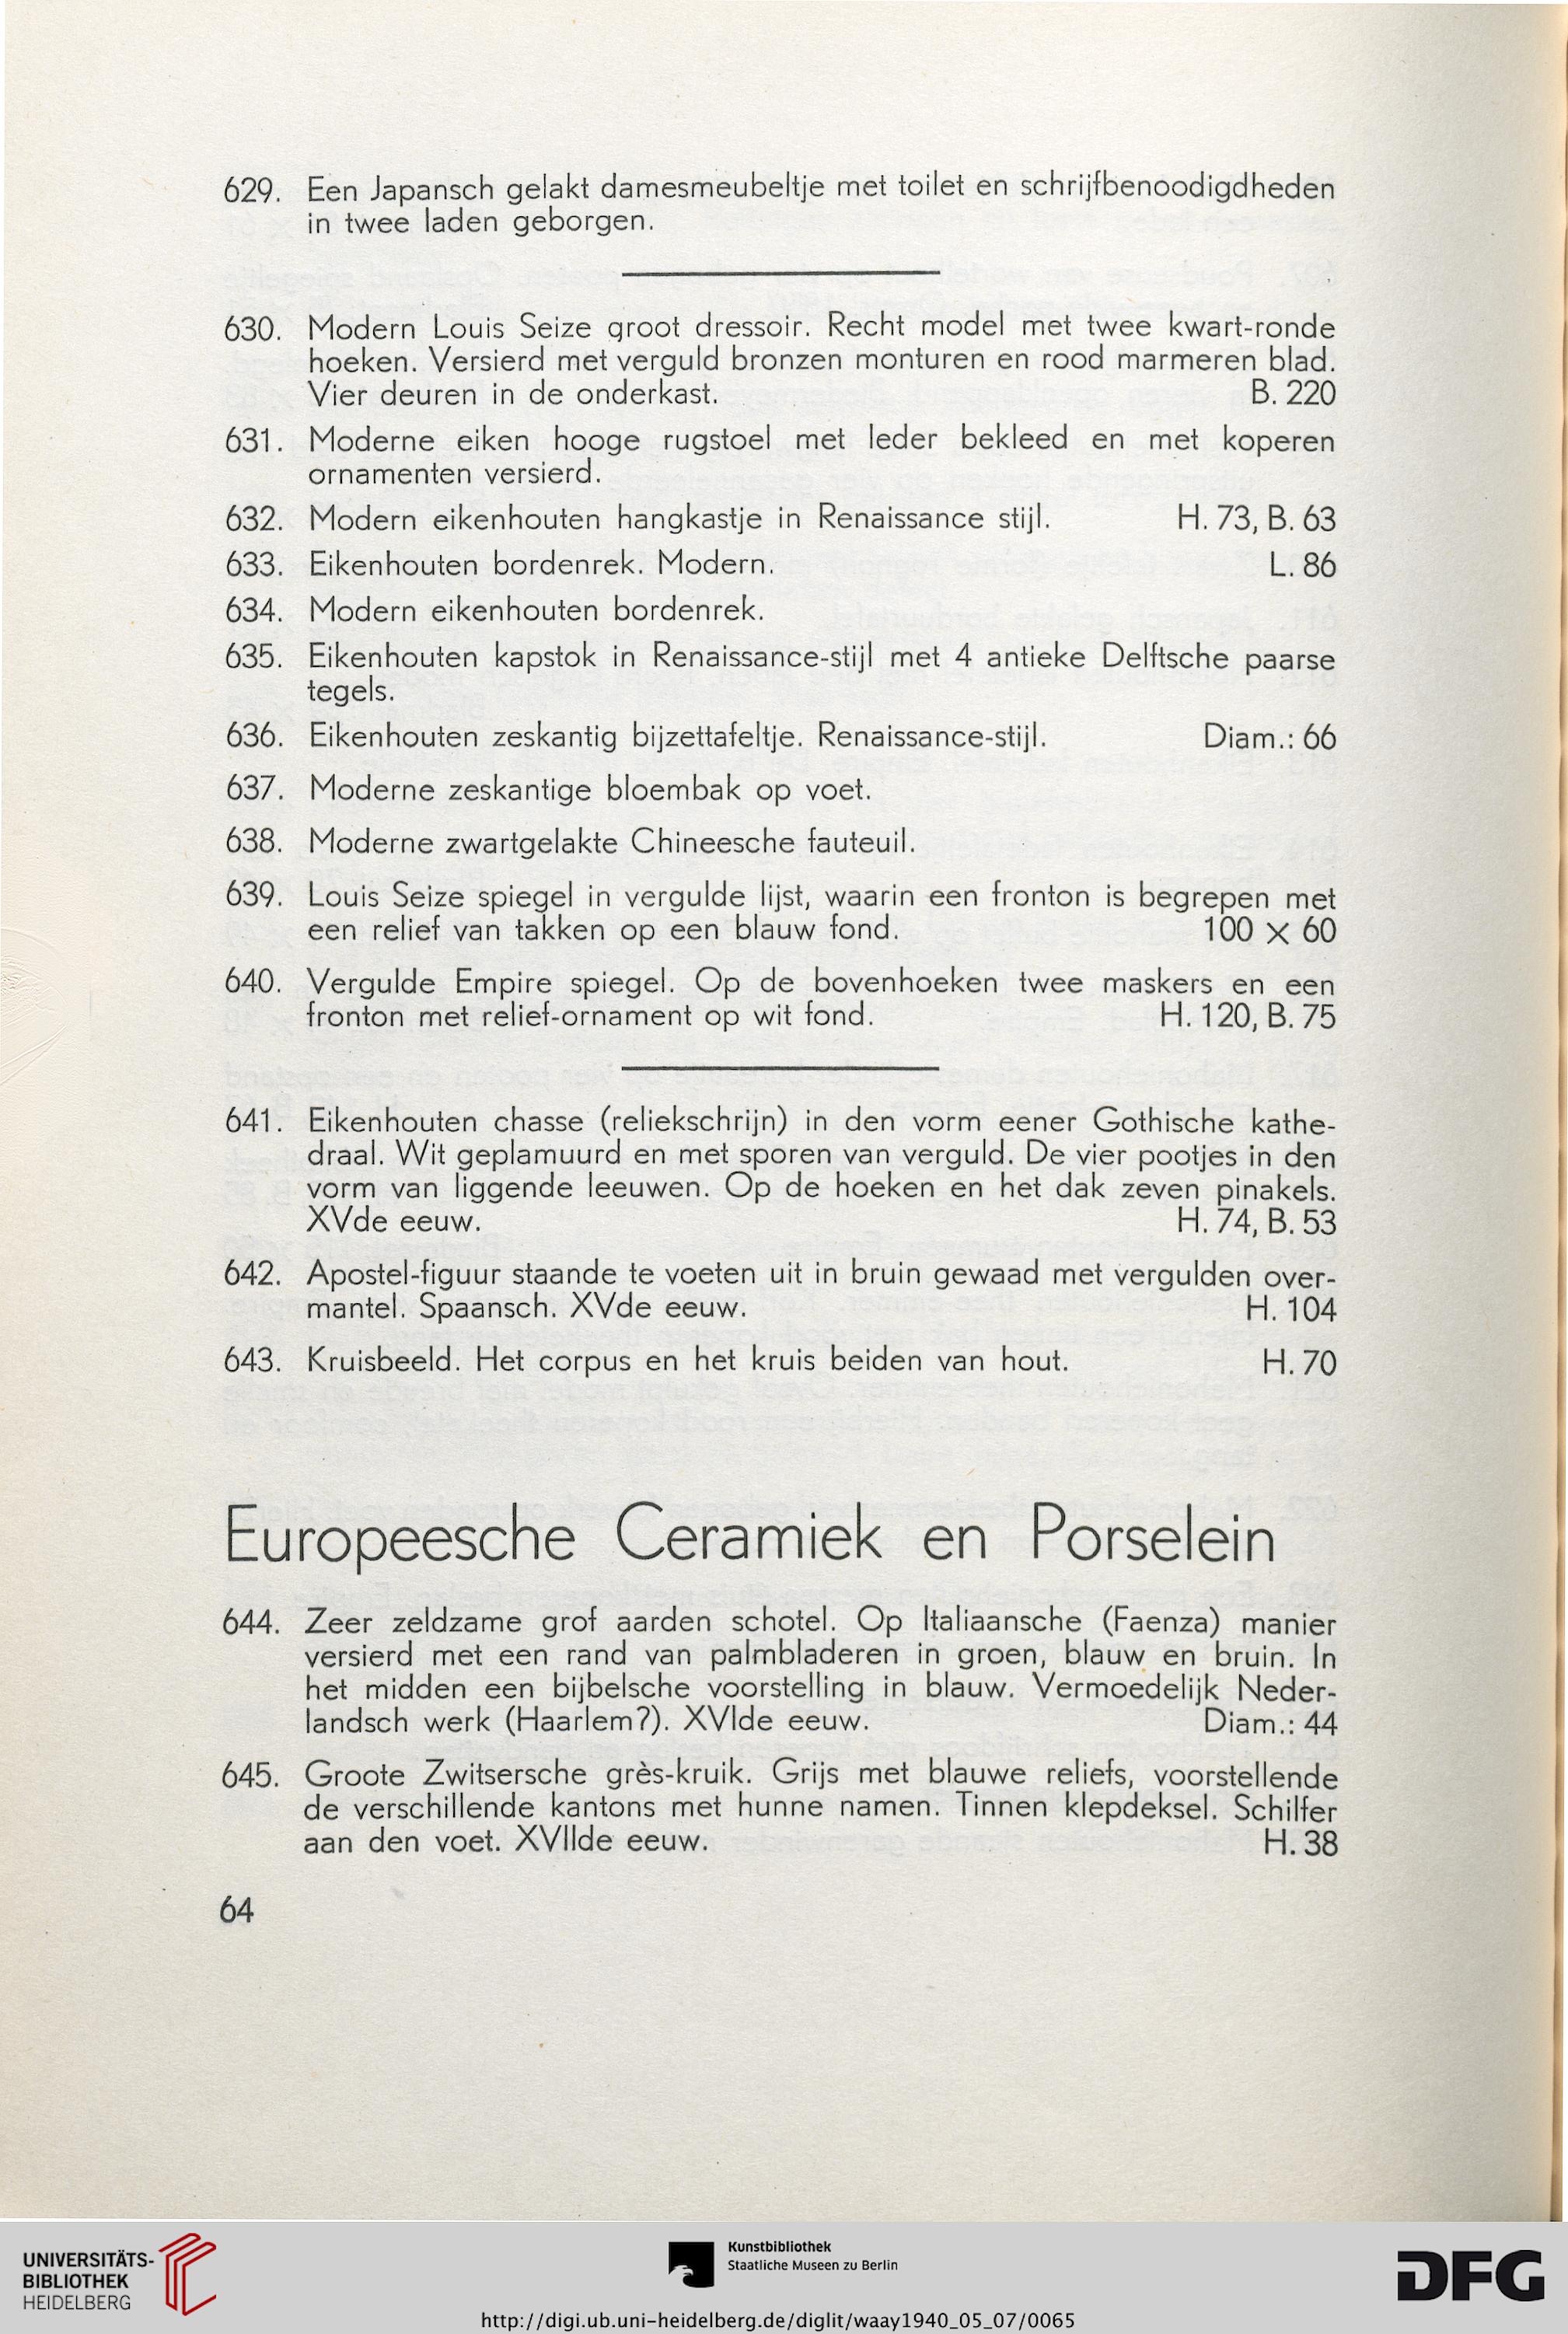 629. Een Japansch gelakt damesmeubeltje met toilet en schrijfbenoodigdheden
in twee laden geborgen.
630. Modern Louis Seize groot dressoir. Recht model met twee kwart-ronde
hoeken. Versierd met verguld bronzen monturen en rood marmeren blad.
Vier deuren in de onderkast. B. 220
631. Moderne eiken hooge rugstoel met leder bekleed en met koperen
ornamenten versierd.
632. Modern eikenhouten hangkastje in Renaissance stijl. H. 73, B. 63
633. Eikenhouten bordenrek. Modern. L. 86
634. Modern eikenhouten bordenrek.
635. Eikenhouten kapstok in Renaissance-stijl met 4 antieke Delftsche paarse
tegels.
636. Eikenhouten zeskantig bijzettafeltje. Renaissance-stijl. Diam.: 66
637. Moderne zeskantige bloembak op voet.
638. Moderne zwartgelakte Chineesche fauteuil.
639. Louis Seize spiegel in vergulde lijst, waarin een fronton is begrepen met
een relief van takken op een blauw fond. 100 × 60
640. Vergulde Empire spiegel. Op de bovenhoeken twee maskers en een
fronton met relief-ornament op wit fond. H. 120, B. 75
641. Eikenhouten chasse (reliekschrijn) in den vorm eener Gothische kathe-
draal. Wit geplamuurd en met sporen van verguld. De vier pootjes in den
vorm van liggende leeuwen. Op de hoeken en het dak zeven pinakels.
XVde eeuw. H. 74, B. 53
642. Apostel-figuur staande te voeten uit in bruin gewaad met vergulden over-
mantel. Spaansch. XVde eeuw. H. 104
643. Kruisbeeld. Het corpus en het kruis beiden van hout. H. 70
Europeesche Ceramiek en Porselein
644. Zeer zeldzame grof aarden schotel. Op Italiaansche (Faenza) manier
versierd met een rand van palmbladeren in groen, blauw en bruin. In
het midden een bijbelsche voorstelling in blauw. Vermoedelijk Neder-
landsch werk (Haarlem?). XVIde eeuw. Diam.: 44
645. Groote Zwitsersche grès-kruik. Grijs met blauwe reliefs, voorstellende
de verschillende kantons met hunne namen. Tinnen klepdeksel. Schilfer
aan den voet. XVIIde eeuw. H. 38
64
UNIVERSITÄTS-
BIBLIOTHEK
HEIDELBERG
Kunstbibliothek
Staatliche Museen zu Berlin
DFG
http://digi.ub.uni-heidelberg.de/diglit/waay1940_05_07/0065